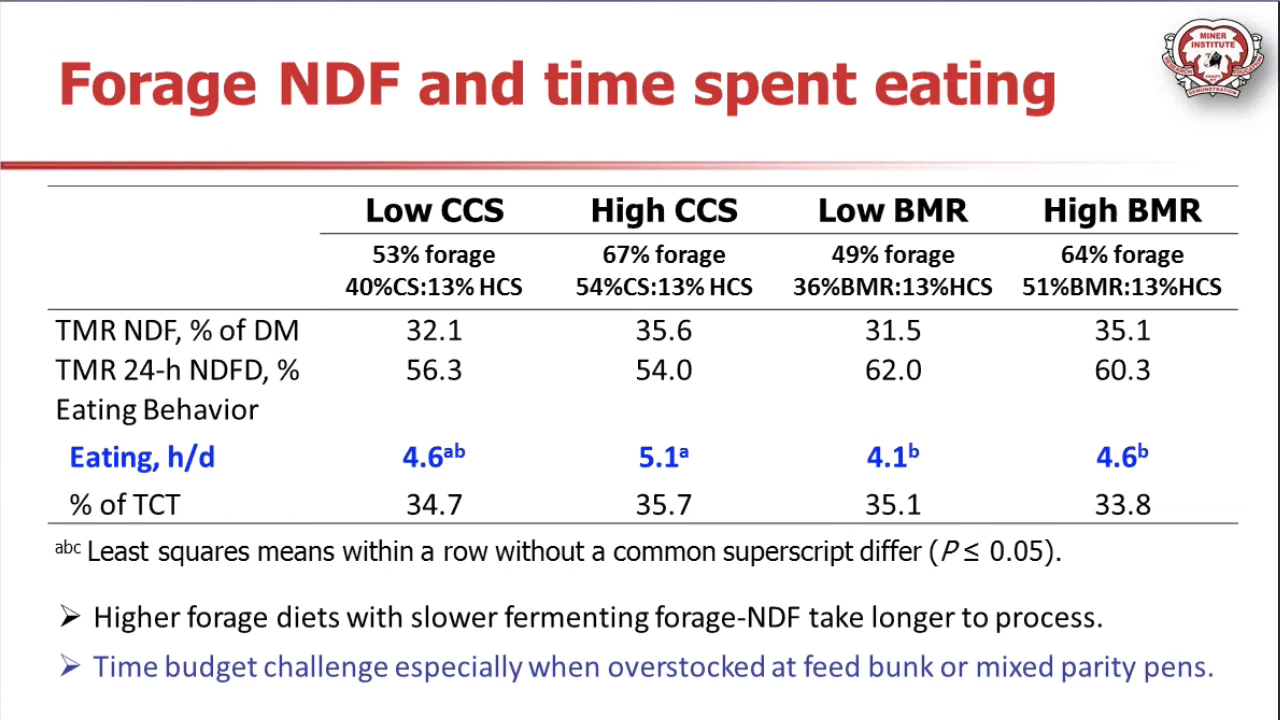 Forage NDF and time spent eating
MINER
INSTITUTE
DEMONSTRATION
Low CCS High CCS Low BMR High BMR
53% forage 67% forage 49% forage 64% forage
40%CS:13% HCS 54%CS:13% HCS 36%BMR:13%HCS 51%BMR:13%HCS
TMR NDF, % of DM 32.1 35.6 31.5 35.1
TMR 24-h NDFD, % 56.3 54.0 62.0 60.3
Eating Behavior
Eating, h/d 4.6ᵃᵇ 5.1ᵃ 4.1ᵇ 4.6ᵇ
% of TCT 34.7 35.7 35.1 33.8
ᵃᵇᶜ Least squares means within a row without a common superscript differ (P ≤ 0.05).
➢ Higher forage diets with slower fermenting forage-NDF take longer to process.
➢ Time budget challenge especially when overstocked at feed bunk or mixed parity pens.